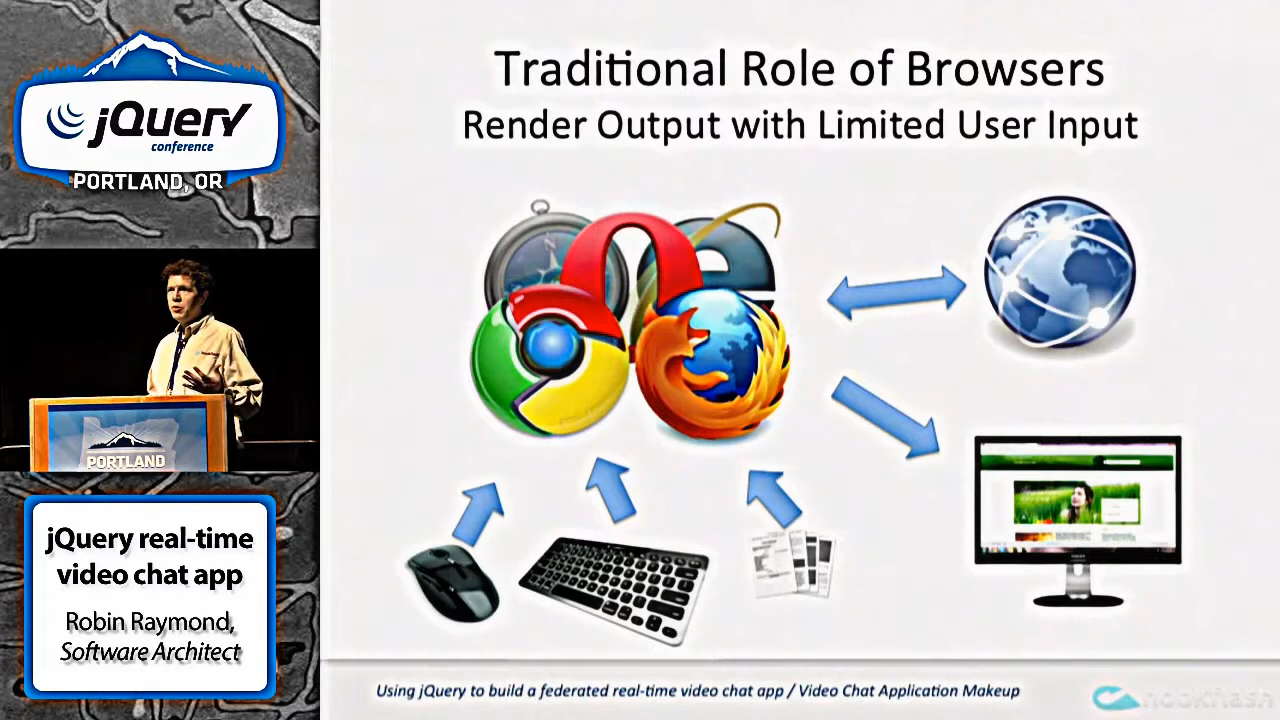 jQuery
conference
PORTLAND, OR
PORTLAND
jQuery real-time
video chat app
Robin Raymond,
Software Architect
Traditional Role of Browsers
Render Output with Limited User Input
Using jQuery to build a federated real-time video chat app / Video Chat Application Makeup
hookflash